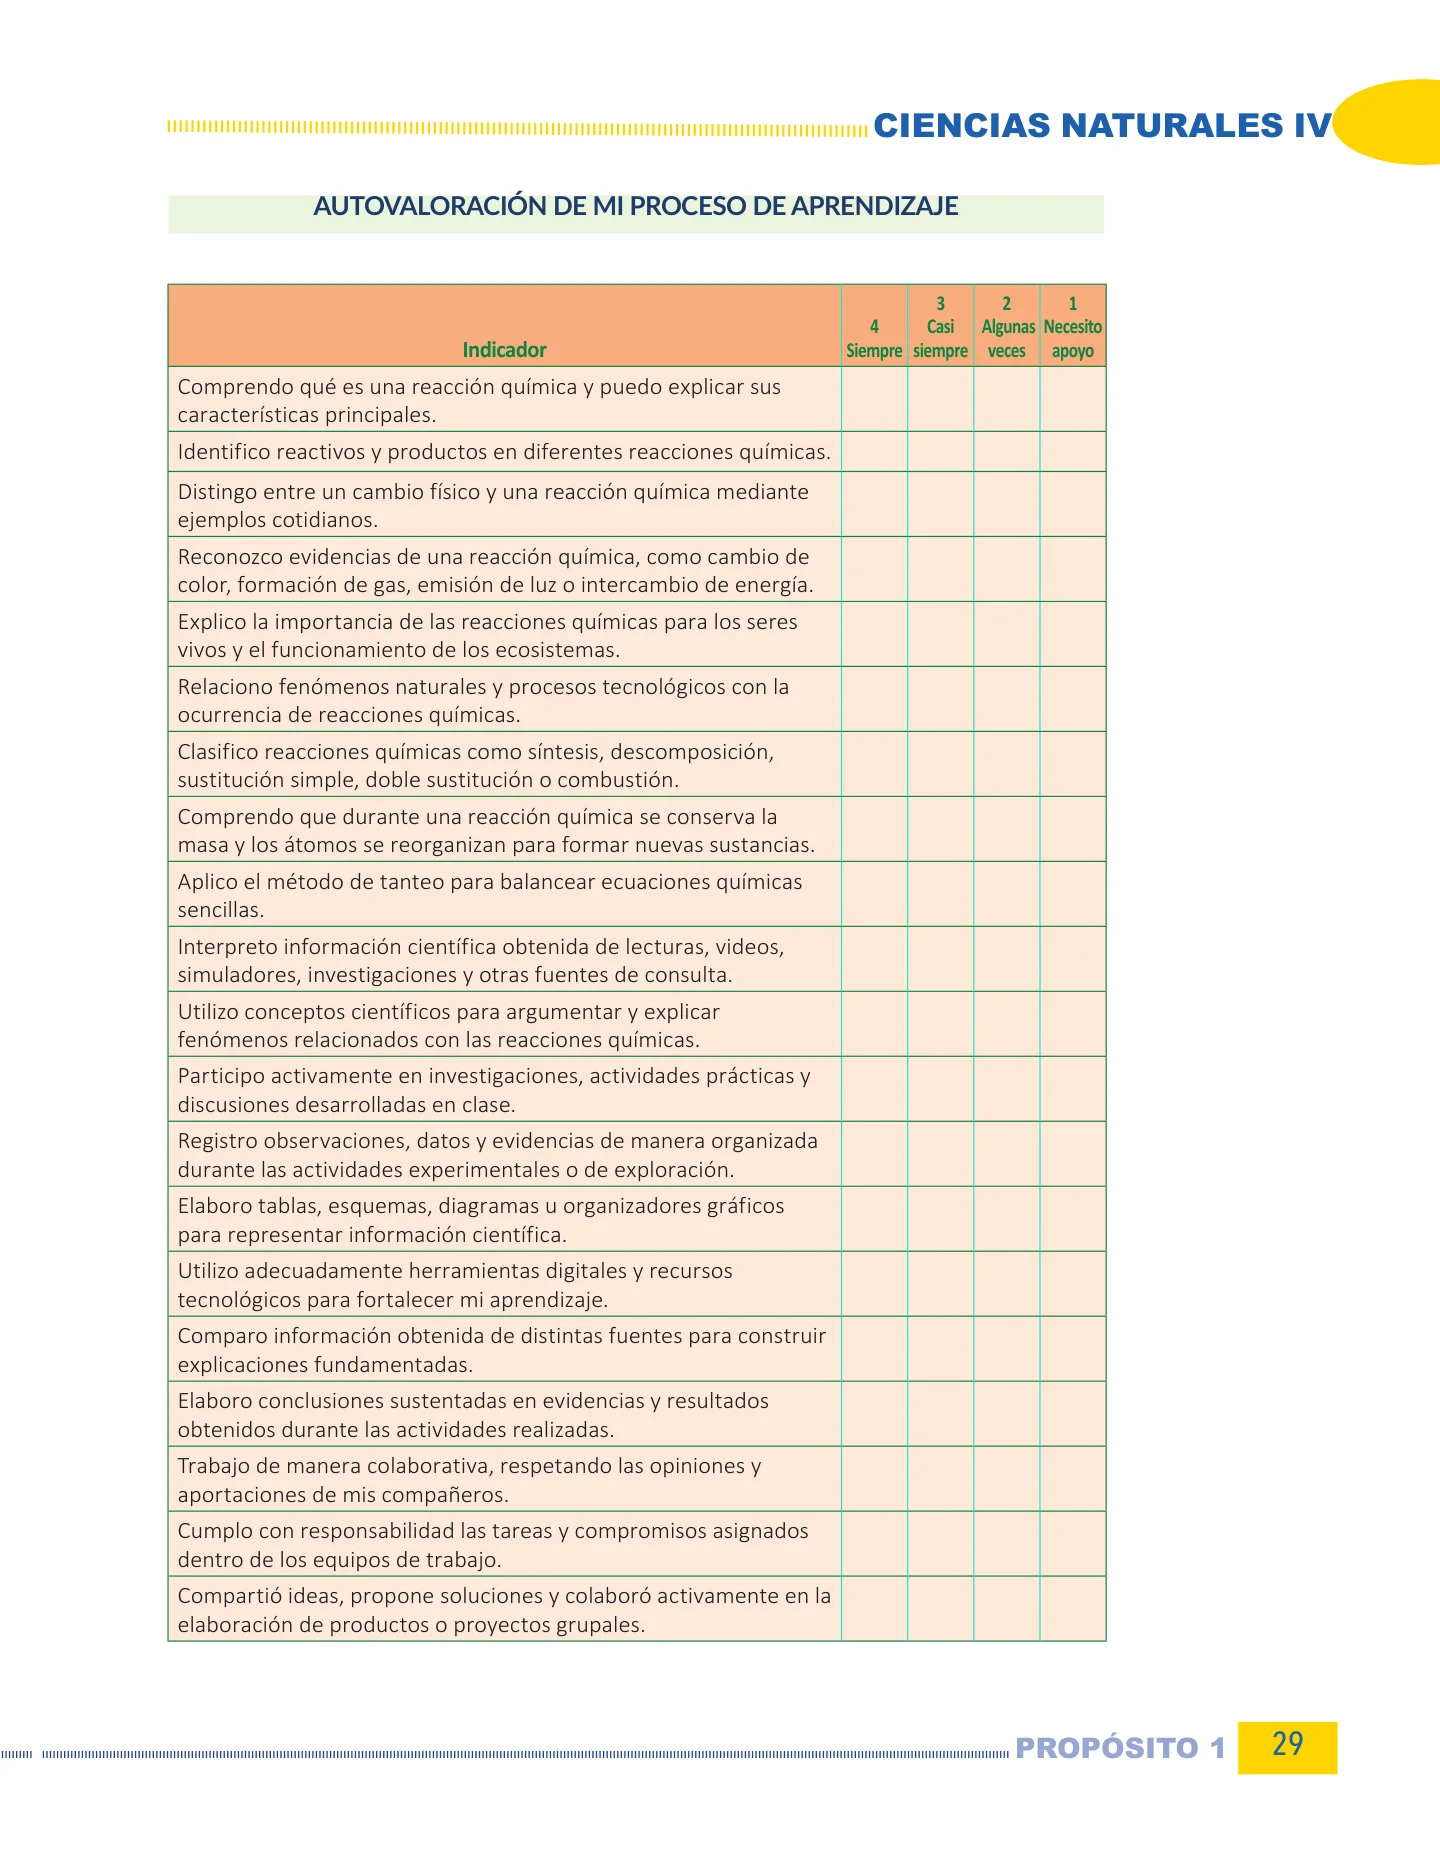 CIENCIAS NATURALES IV
AUTOVALORACIÓN DE MI PROCESO DE APRENDIZAJE
Indicador
4
Siempre
3
Casi
siempre
2
Algunas
veces
1
Necesito
apoyo
Comprendo qué es una reacción química y puedo explicar sus
características principales.
Identifico reactivos y productos en diferentes reacciones químicas.
Distingo entre un cambio físico y una reacción química mediante
ejemplos cotidianos.
Reconozco evidencias de una reacción química, como cambio de
color, formación de gas, emisión de luz o intercambio de energía.
Explico la importancia de las reacciones químicas para los seres
vivos y el funcionamiento de los ecosistemas.
Relaciono fenómenos naturales y procesos tecnológicos con la
ocurrencia de reacciones químicas.
Clasifico reacciones químicas como síntesis, descomposición,
sustitución simple, doble sustitución o combustión.
Comprendo que durante una reacción química se conserva la
masa y los átomos se reorganizan para formar nuevas sustancias.
Aplico el método de tanteo para balancear ecuaciones químicas
sencillas.
Interpreto información científica obtenida de lecturas, videos,
simuladores, investigaciones y otras fuentes de consulta.
Utilizo conceptos científicos para argumentar y explicar
fenómenos relacionados con las reacciones químicas.
Participo activamente en investigaciones, actividades prácticas y
discusiones desarrolladas en clase.
Registro observaciones, datos y evidencias de manera organizada
durante las actividades experimentales o de exploración.
Elaboro tablas, esquemas, diagramas u organizadores gráficos
para representar información científica.
Utilizo adecuadamente herramientas digitales y recursos
tecnológicos para fortalecer mi aprendizaje.
Comparo información obtenida de distintas fuentes para construir
explicaciones fundamentadas.
Elaboro conclusiones sustentadas en evidencias y resultados
obtenidos durante las actividades realizadas.
Trabajo de manera colaborativa, respetando las opiniones y
aportaciones de mis compañeros.
Cumplo con responsabilidad las tareas y compromisos asignados
dentro de los equipos de trabajo.
Compartió ideas, propone soluciones y colaboró activamente en la
elaboración de productos o proyectos grupales.
PROPÓSITO 1
29